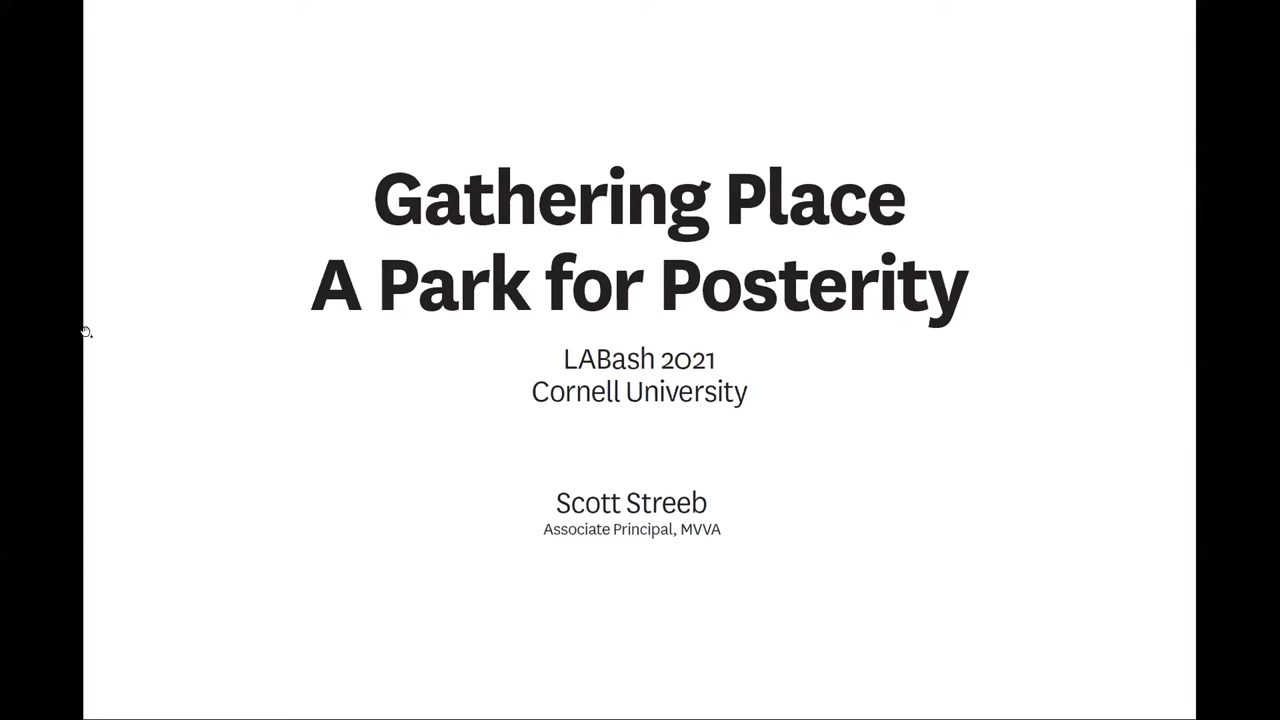 Gathering Place
A Park for Posterity
LABash 2021
Cornell University
Scott Streeb
Associate Principal, MVVA